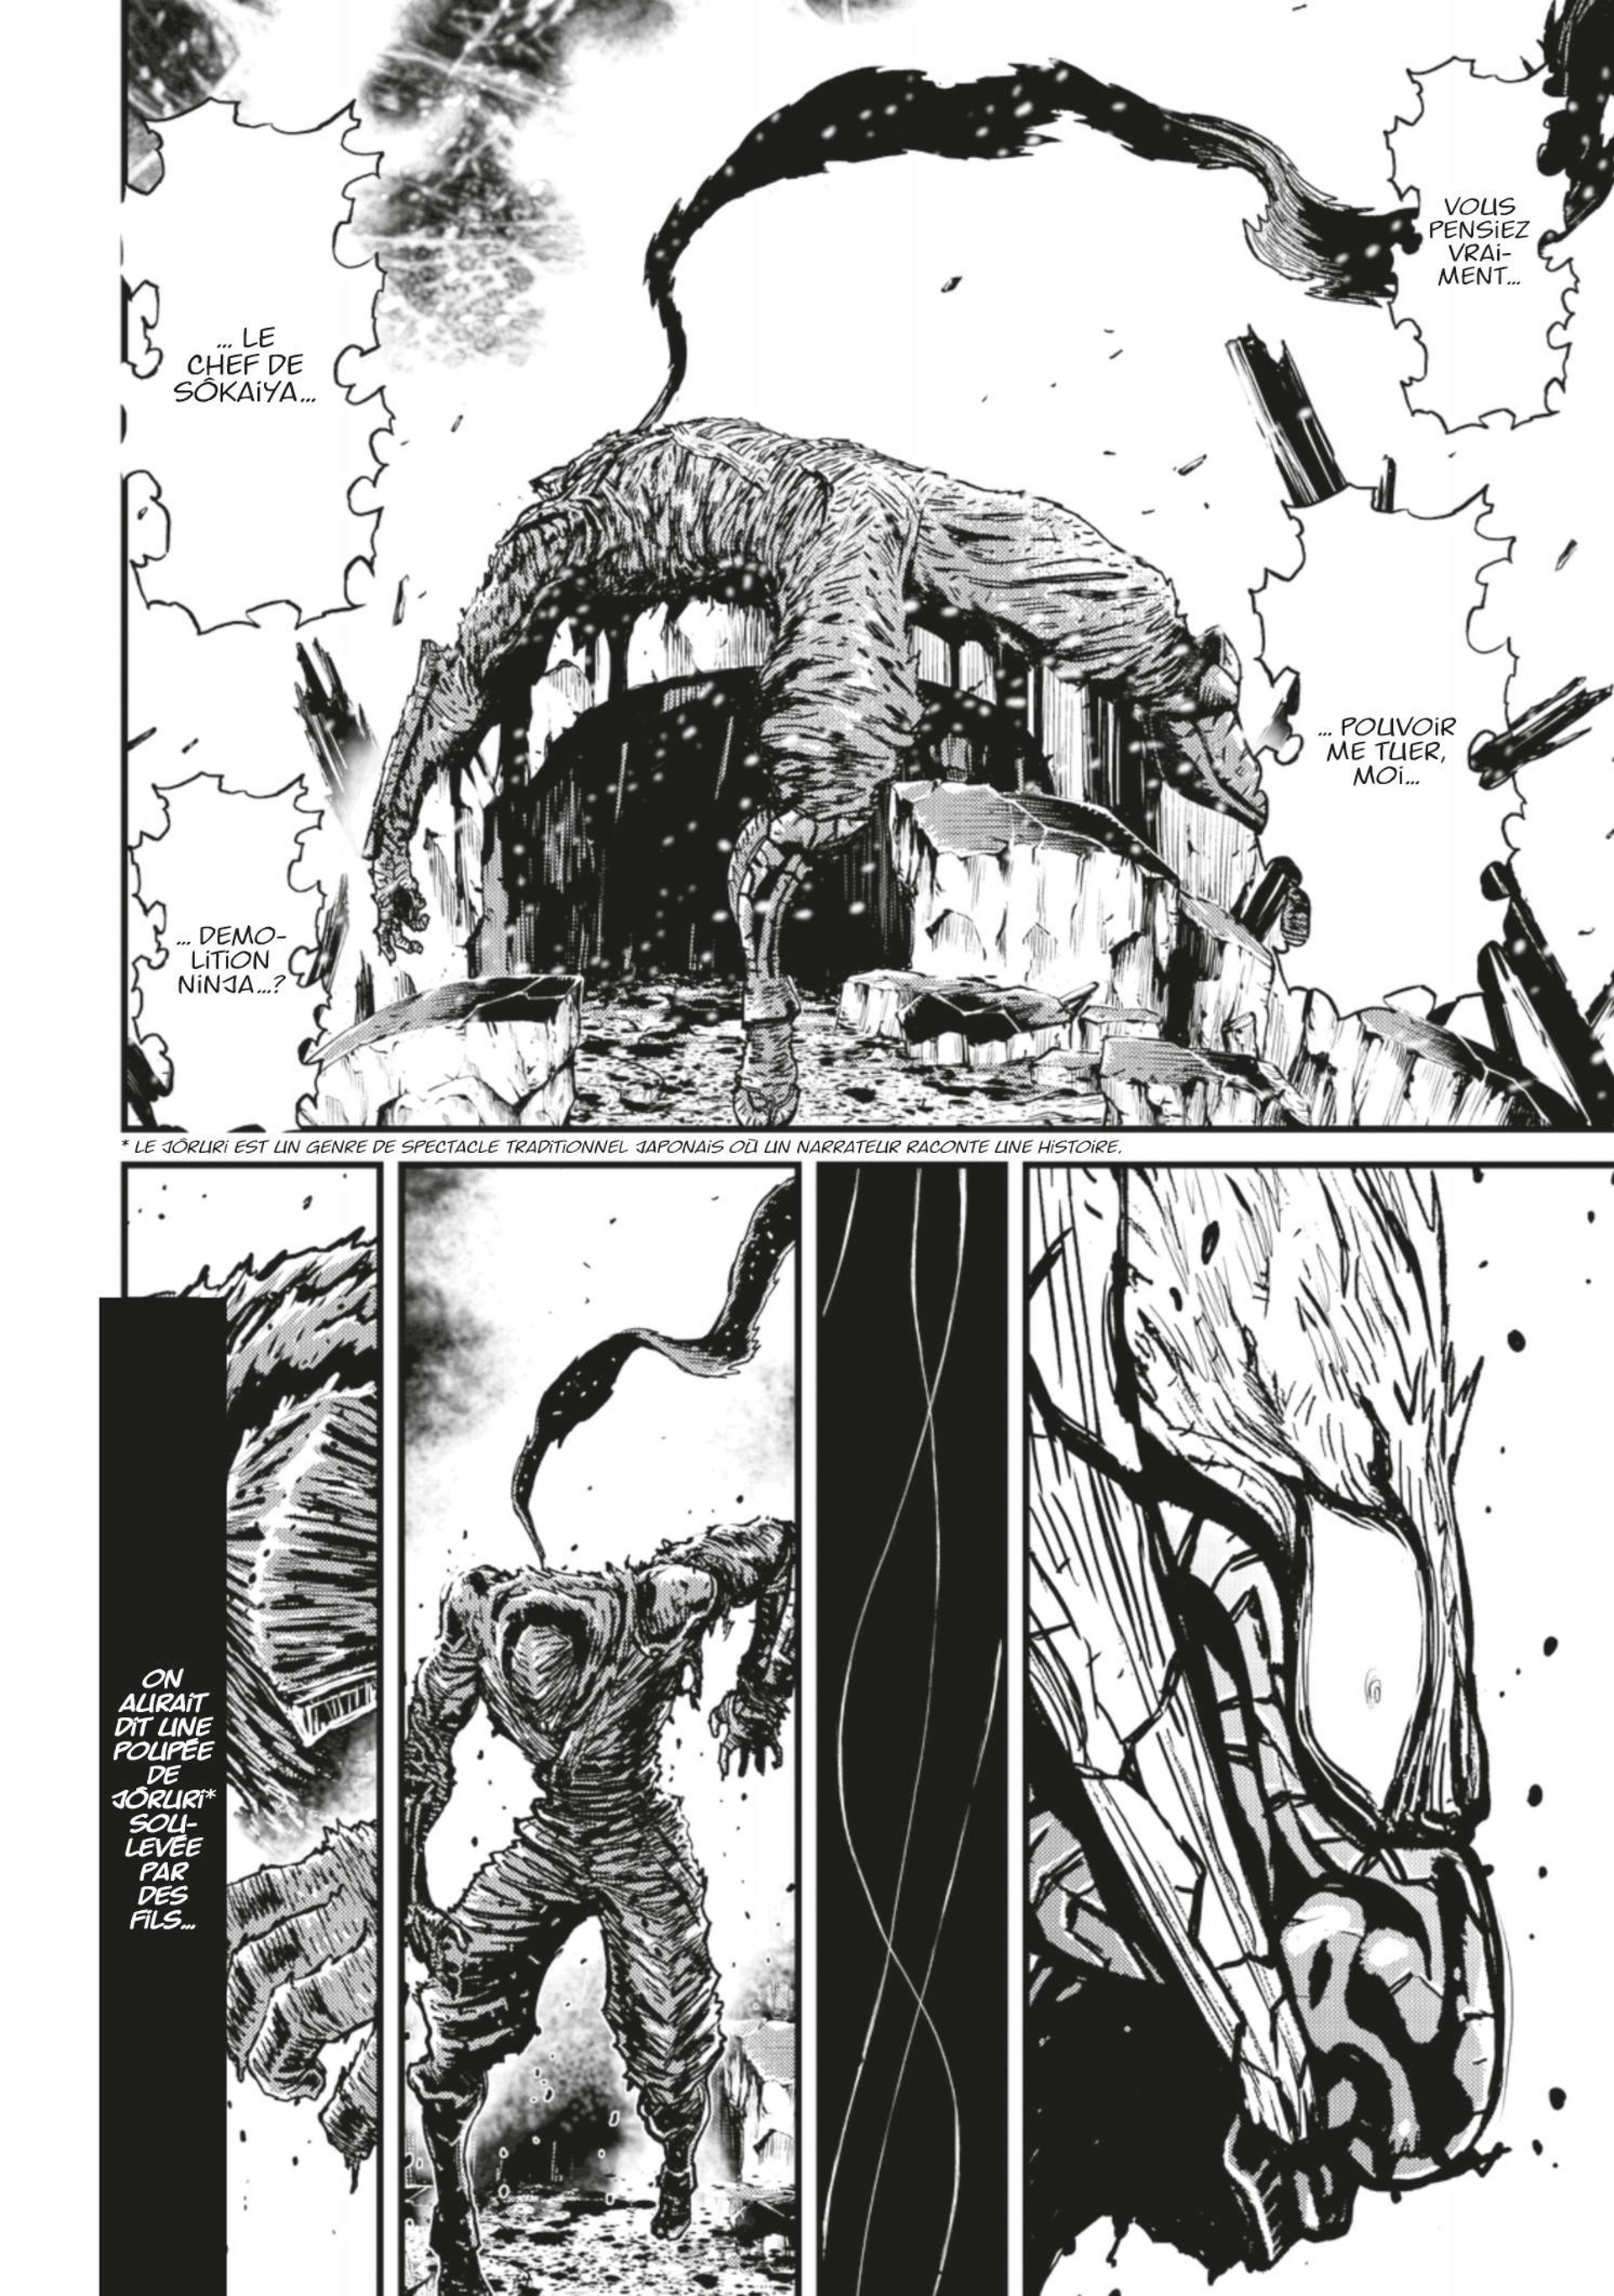 VOUS
PENSIEZ
VRAI-
MENT...
... POUVOIR
ME TUER,
MOI...
... LE
CHEF DE
SÔKAIYA...
... DEMO-
LITION
NINJA...?
* LE JÔRURI EST UN GENRE DE SPECTACLE TRADITIONNEL JAPONAIS OÙ UN NARRATEUR RACONTE UNE HISTOIRE.
ON
AURAIT
DIT UNE
POUPÉE
DE
JÔRURI*
SOU-
LEVÉE
PAR
DES
FILS...